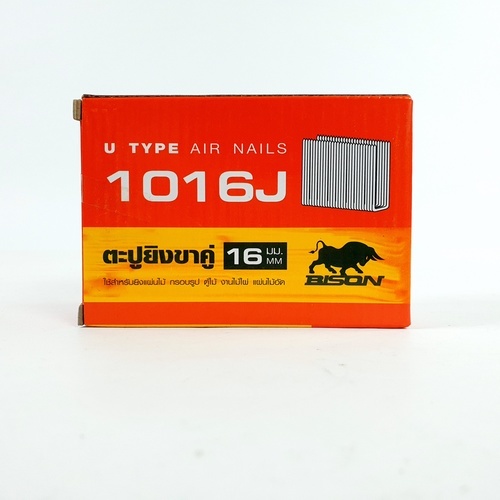 U TYPE AIR NAILS
1016J
ตะปูยิงขาคู่ 16 มม. MM
BISON
ใช้สำหรับยิงแผ่นไม้ กรอบรูป ตู้ไม้ งานไม้ไผ่ แผ่นไม้อัด